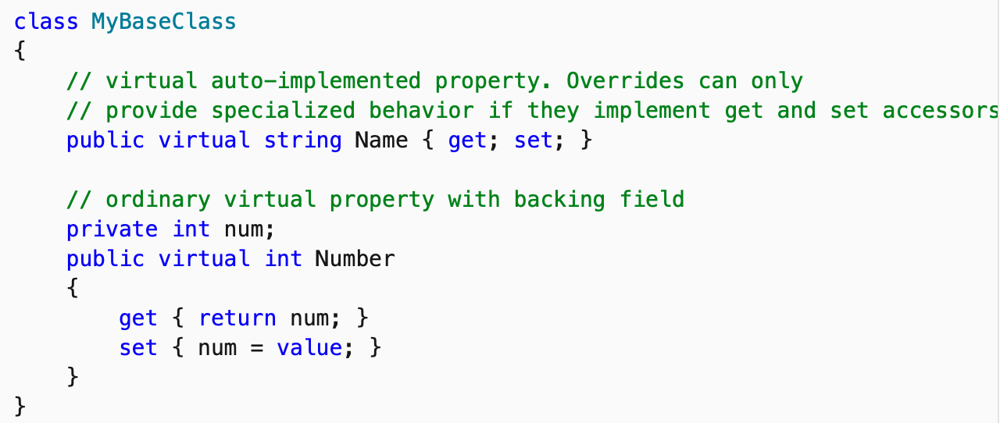 class MyBaseClass
{
    // virtual auto-implemented property. Overrides can only
    // provide specialized behavior if they implement get and set accessors
    public virtual string Name { get; set; }

    // ordinary virtual property with backing field
    private int num;
    public virtual int Number
    {
        get { return num; }
        set { num = value; }
    }
}